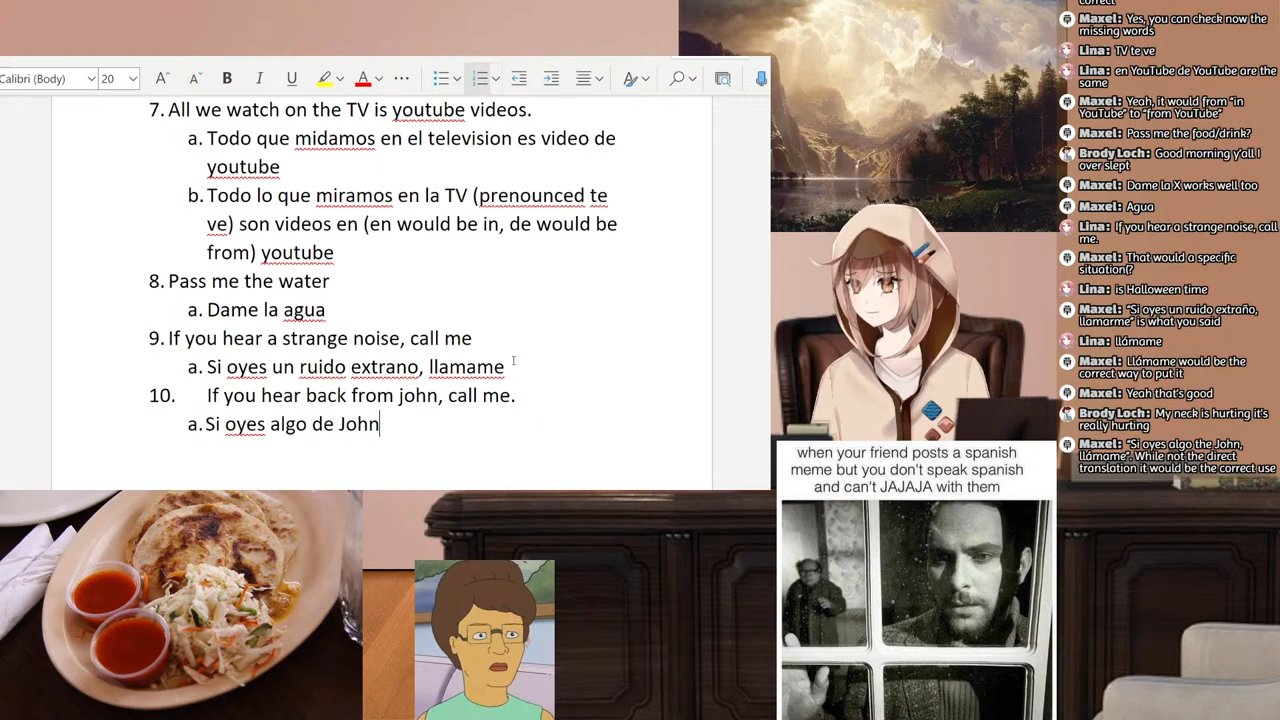 Calibri (Body)
20
B
I
U
A
7. All we watch on the TV is youtube videos.
a. Todo que midamos en el television es video de
youtube
b. Todo lo que miramos en la TV (prenounced te
ve) son videos en (en would be in, de would be
from) youtube
8. Pass me the water
a. Dame la agua
9. If you hear a strange noise, call me
a. Si oyes un ruido extrano, llamame
10. If you hear back from john, call me.
a. Si oyes algo de John
correct
Maxel: Yes, you can check now the
missing words
Lina: TV te ve
Lina: en YouTube de YouTube are the
same
Maxel: Yeah, it would from “in
YouTube” to “from YouTube”
Maxel: Pass me the food/drink?
Brody Loch: Good morning y’all I
over slept
Maxel: Dame la X works well too
Maxel: Agua
Lina: If you hear a strange noise, call
me.
Maxel: That would a specific
situation?
Lina: is Halloween time
Maxel: “Si oyes un ruido extraño,
llamarme” is what you said
Lina: llámame
Maxel: Llámame would be the
correct way to put it
Maxel: Yeah that’s good
Brody Loch: My neck is hurting it’s
really hurting
Maxel: “Si oyes algo the John,
llámame”. While not the direct
translation it would be the correct use
when your friend posts a spanish
meme but you don't speak spanish
and can't JAJAJA with them